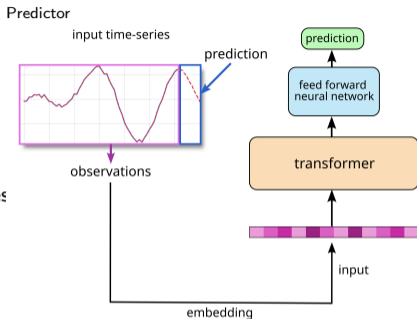 Predictor
input time-series
prediction
observations
embedding
input
transformer
feed forward
neural network
prediction